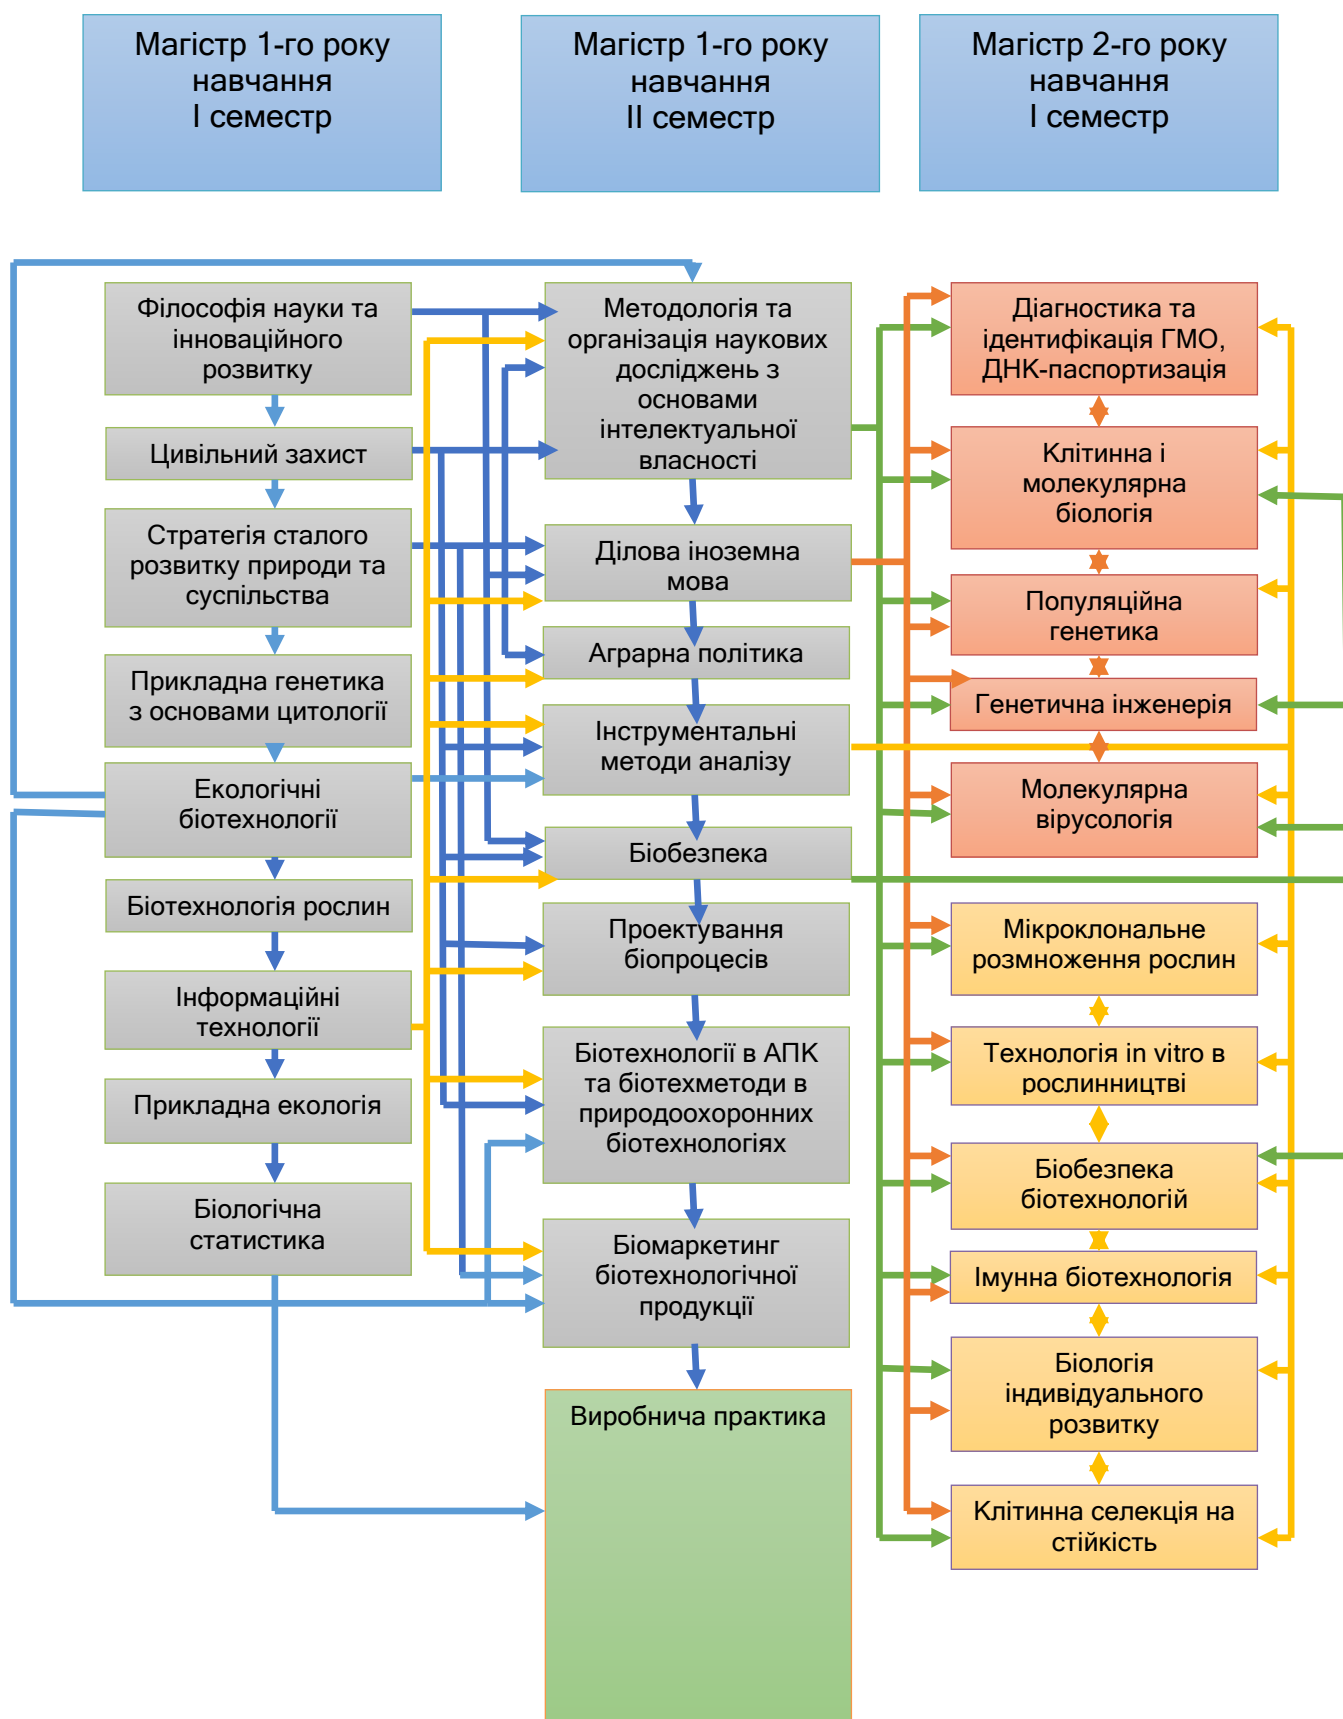 Магістр 1-го року
навчання
І семестр
Магістр 1-го року
навчання
ІІ семестр
Магістр 2-го року
навчання
І семестр
Філософія науки та
інноваційного
розвитку
Цивільний захист
Стратегія сталого
розвитку природи та
суспільства
Прикладна генетика
з основами цитології
Екологічні
біотехнології
Біотехнологія рослин
Інформаційні
технології
Прикладна екологія
Біологічна
статистика
Методологія та
організація наукових
досліджень з
основами
інтелектуальної
власності
Ділова іноземна
мова
Аграрна політика
Інструментальні
методи аналізу
Біобезпека
Проектування
біопроцесів
Біотехнології в АПК
та біотехметоди в
природоохоронних
біотехнологіях
Біомаркетинг
біотехнологічної
продукції
Виробнича практика
Діагностика та
ідентифікація ГМО,
ДНК-паспортизація
Клітинна і
молекулярна
біологія
Популяційна
генетика
Генетична інженерія
Молекулярна
вірусологія
Мікроклональне
розмноження рослин
Технологія in vitro в
рослинництві
Біобезпека
біотехнологій
Імунна біотехнологія
Біологія
індивідуального
розвитку
Клітинна селекція на
стійкість